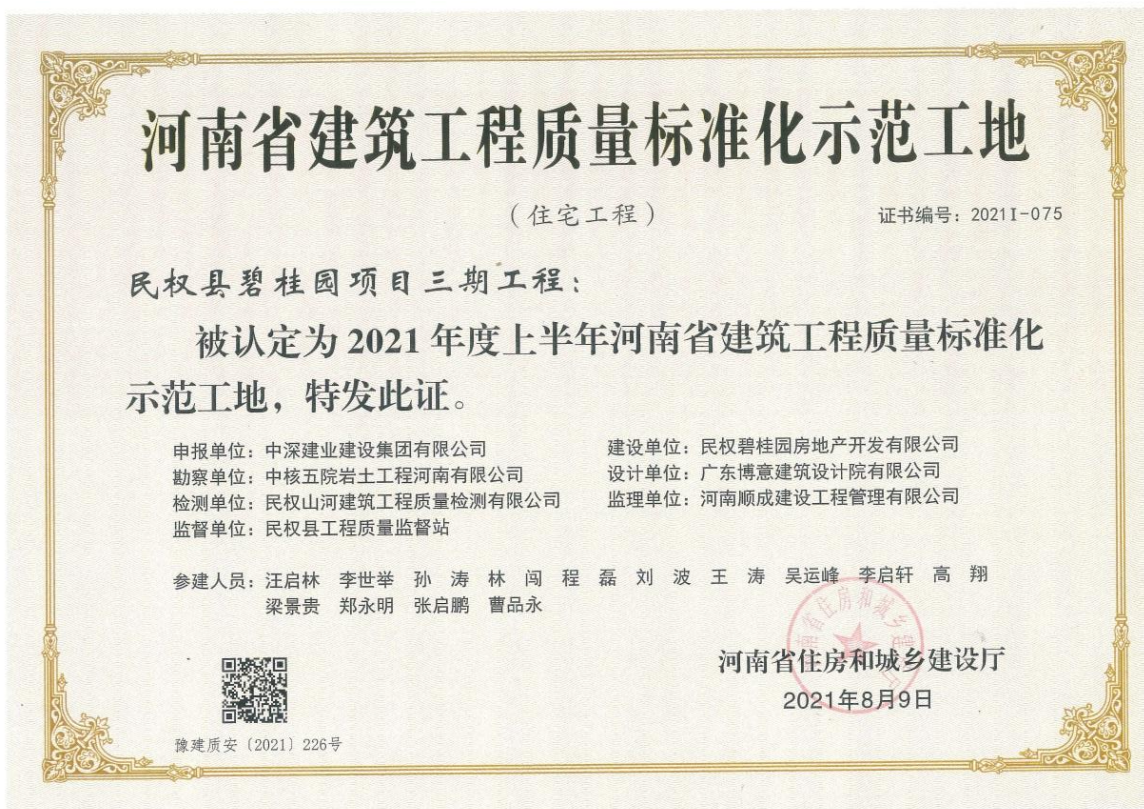 河南省建筑工程质量标准化示范工地
（住宅工程）
证书编号：2021I-075
民权县碧桂园项目三期工程：
被认定为 2021 年度上半年河南省建筑工程质量标准化
示范工地，特发此证。
申报单位：中深建业建设集团有限公司 建设单位：民权碧桂园房地产开发有限公司
勘察单位：中核五院岩土工程河南有限公司 设计单位：广东博意建筑设计院有限公司
检测单位：民权山河建筑工程质量检测有限公司 监理单位：河南顺成建设工程管理有限公司
监督单位：民权县工程质量监督站
参建人员：汪启林 李世举 孙 涛 林 闯 程 磊 刘 波 王 涛 吴运峰 李启轩 高 翔
梁景贵 郑永明 张启鹏 曹品永
河南省住房和城乡建设厅
2021年8月9日
豫建质安〔2021〕226号